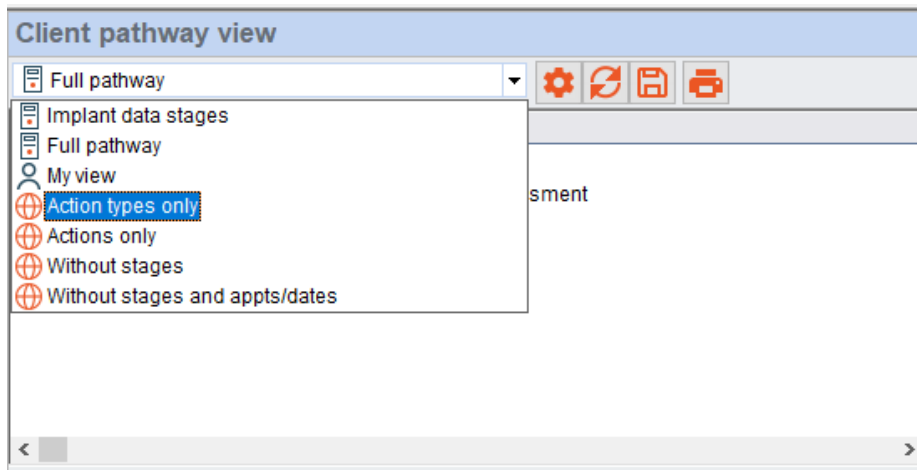 Client pathway view
Full pathway
Implant data stages
Full pathway
My view
Action types only
sment
Actions only
Without stages
Without stages and appts/dates